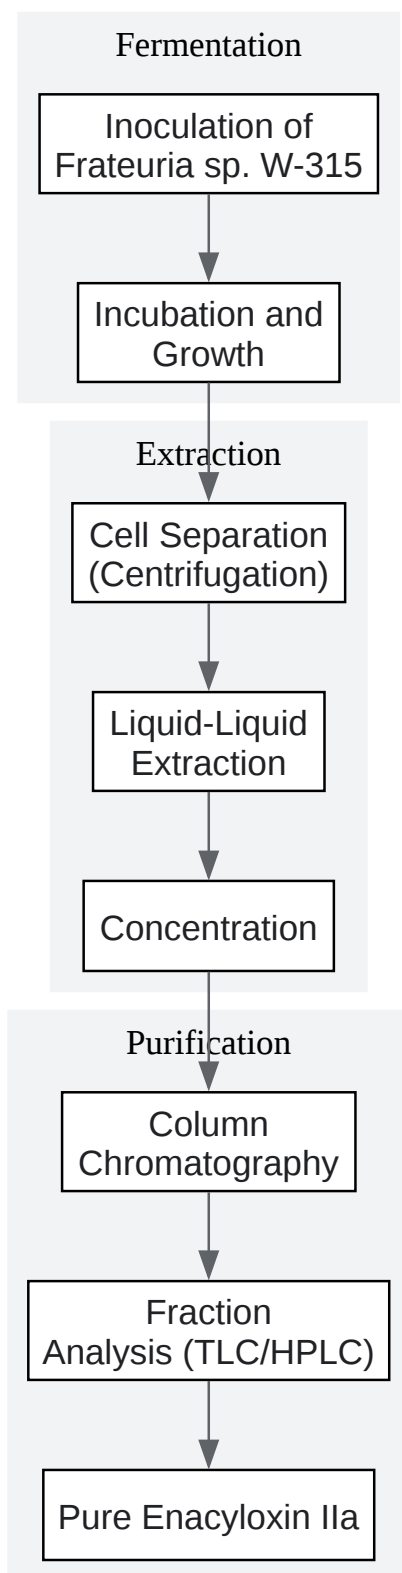 Fermentation
Inoculation of
Frateuria sp. W-315
Incubation and
Growth
Extraction
Cell Separation
(Centrifugation)
Liquid-Liquid
Extraction
Concentration
Purification
Column
Chromatography
Fraction
Analysis (TLC/HPLC)
Pure Enacyloxin IIa